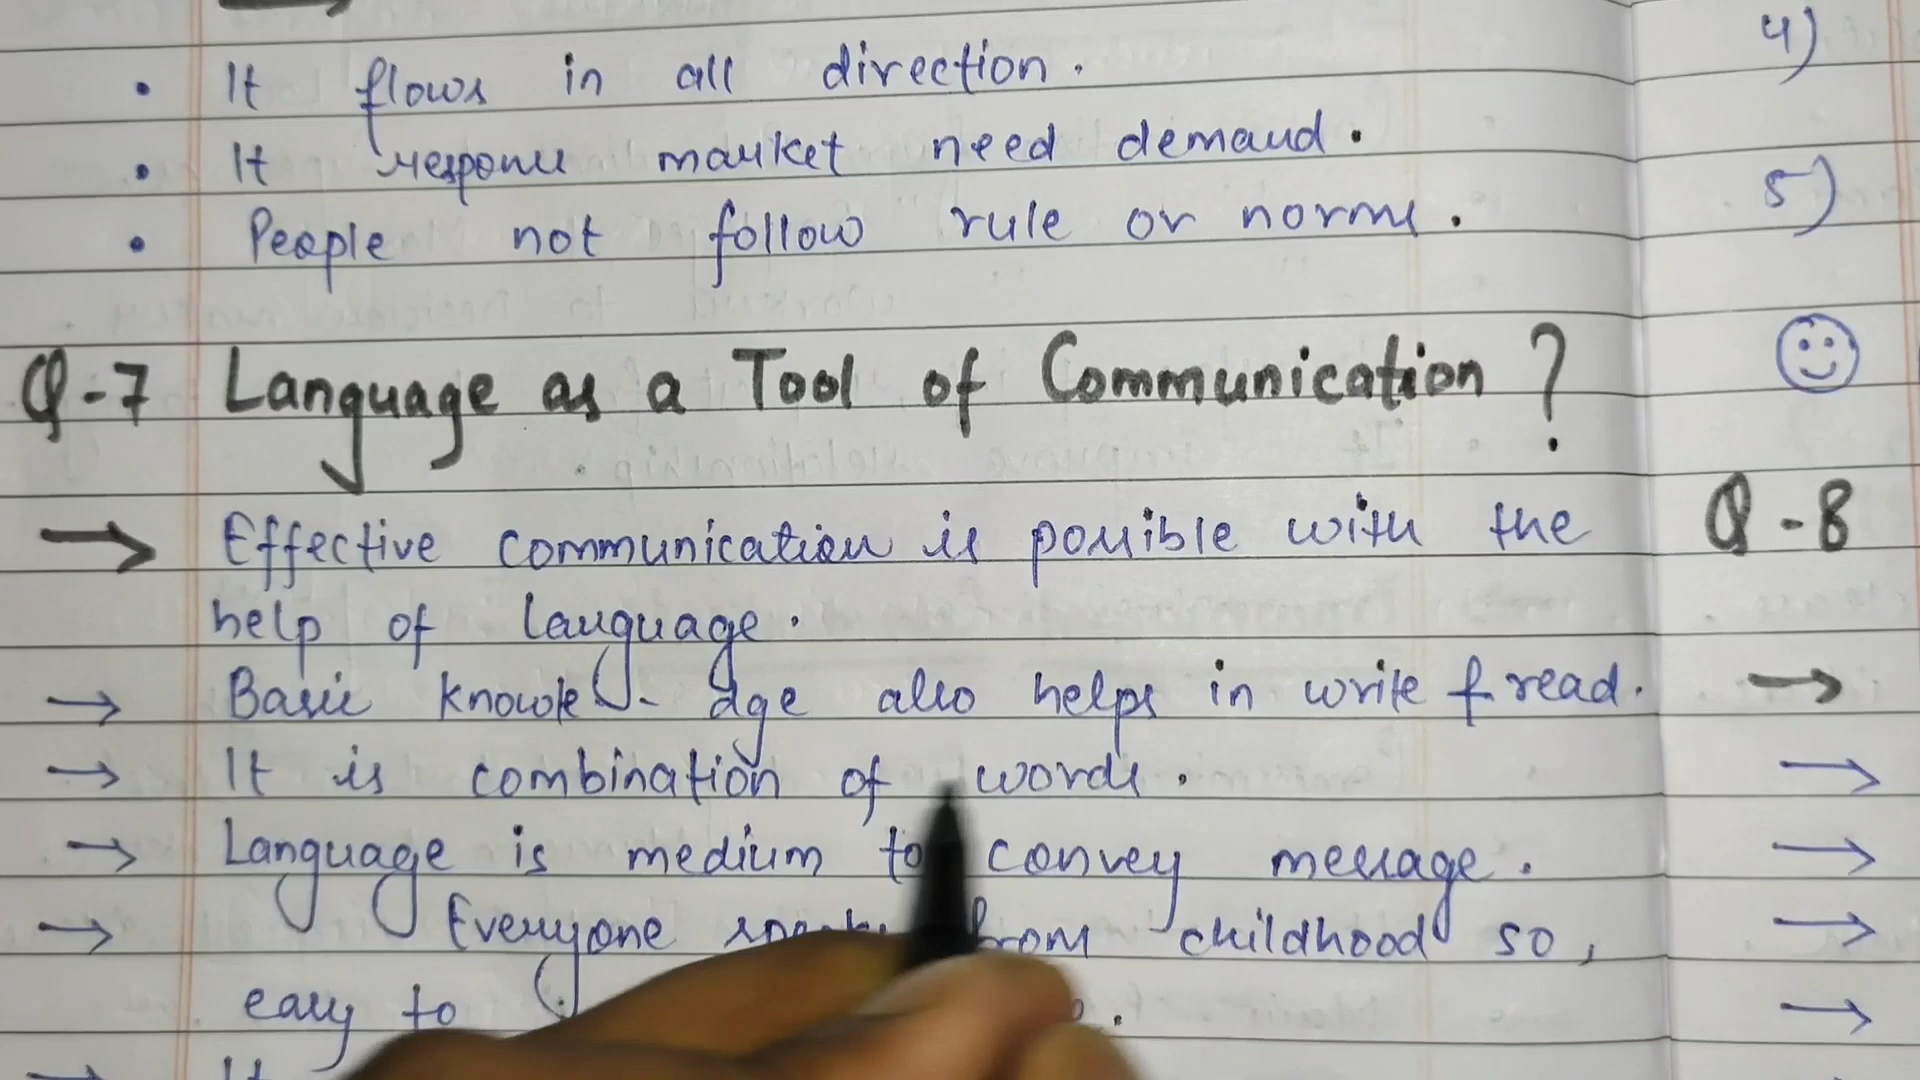 • It flows in all direction.
• It response market need demand.
• People not follow rule or norms.
Q-7 Language as a Tool of Communication?
→ Effective communication is possible with the
help of language.
→ Basic knowle - dge also helps in write & read.
→ It is combination of words.
→ Language is medium to convey message.
→ Everyone from childhood so,
easy to
It
4)
5)
Q-8